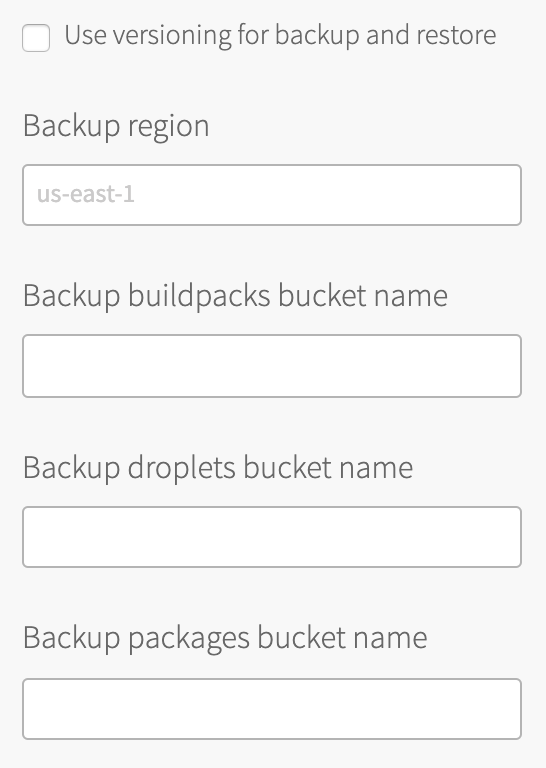 Use versioning for backup and restore
Backup region
us-east-1
Backup buildpacks bucket name
Backup droplets bucket name
Backup packages bucket name